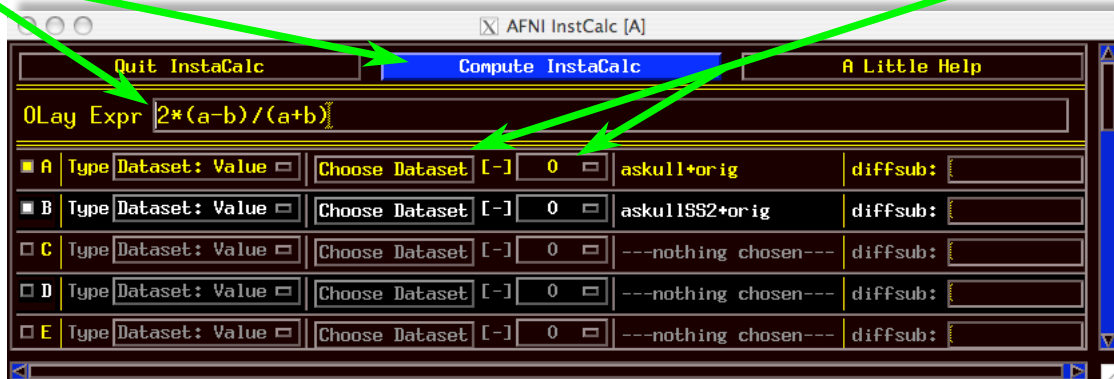 AFNI InstCalc [A]
Quit InstaCalc Compute InstaCalc A Little Help
OLay Expr 2*(a-b)/(a+b)
A Type Dataset: Value Choose Dataset [-] 0 askull+orig diffsub:
B Type Dataset: Value Choose Dataset [-] 0 askullSS2+orig diffsub:
C Type Dataset: Value Choose Dataset [-] 0 ---nothing chosen--- diffsub:
D Type Dataset: Value Choose Dataset [-] 0 ---nothing chosen--- diffsub:
E Type Dataset: Value Choose Dataset [-] 0 ---nothing chosen--- diffsub: